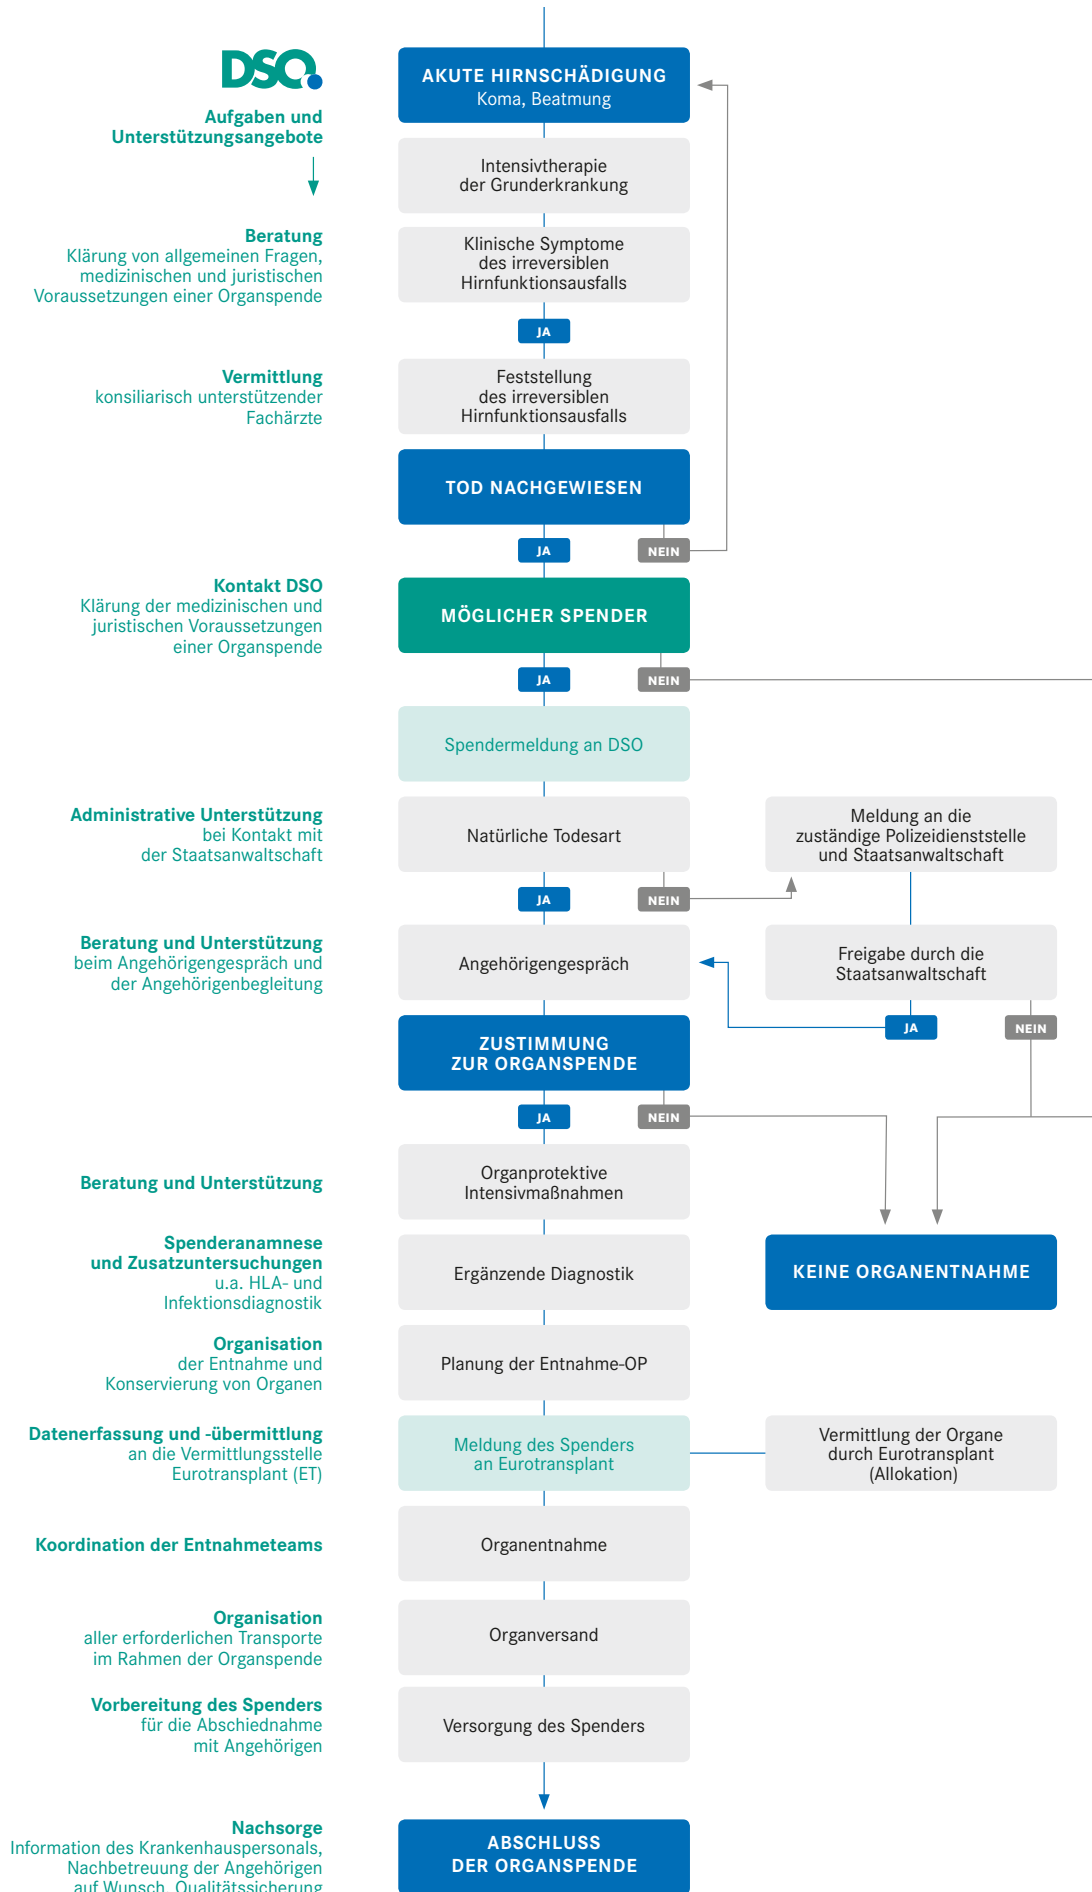 DSO
Aufgaben und
Unterstützungsangebote
AKUTE HIRNSCHÄDIGUNG
Koma, Beatmung
Intensivtherapie
der Grunderkrankung
Beratung
Klärung von allgemeinen Fragen,
medizinischen und juristischen
Voraussetzungen einer Organspende
Klinische Symptome
des irreversiblen
Hirnfunktionsausfalls
JA
Vermittlung
konsiliarisch unterstützender
Fachärzte
Feststellung
des irreversiblen
Hirnfunktionsausfalls
TOD NACHGEWIESEN
JA
NEIN
Kontakt DSO
Klärung der medizinischen und
juristischen Voraussetzungen
einer Organspende
MÖGLICHER SPENDER
JA
NEIN
Spendermeldung an DSO
Administrative Unterstützung
bei Kontakt mit
der Staatsanwaltschaft
Natürliche Todesart
Meldung an die
zuständige Polizeidienststelle
und Staatsanwaltschaft
JA
NEIN
Beratung und Unterstützung
beim Angehörigengespräch und
der Angehörigenbegleitung
Angehörigengespräch
Freigabe durch die
Staatsanwaltschaft
JA
NEIN
ZUSTIMMUNG
ZUR ORGANSPENDE
JA
NEIN
Beratung und Unterstützung
Organprotektive
Intensivmaßnahmen
Spenderanamnese
und Zusatzuntersuchungen
u.a. HLA- und
Infektionsdiagnostik
Ergänzende Diagnostik
KEINE ORGANENTNAHME
Organisation
der Entnahme und
Konservierung von Organen
Planung der Entnahme-OP
Datenerfassung und -übermittlung
an die Vermittlungsstelle
Eurotransplant (ET)
Meldung des Spenders
an Eurotransplant
Vermittlung der Organe
durch Eurotransplant
(Allokation)
Koordination der Entnahmeteams
Organentnahme
Organisation
aller erforderlichen Transporte
im Rahmen der Organspende
Organversand
Vorbereitung des Spenders
für die Abschiednahme
mit Angehörigen
Versorgung des Spenders
Nachsorge
Information des Krankenhauspersonals,
Nachbetreuung der Angehörigen
auf Wunsch, Qualitätssicherung
ABSCHLUSS
DER ORGANSPENDE